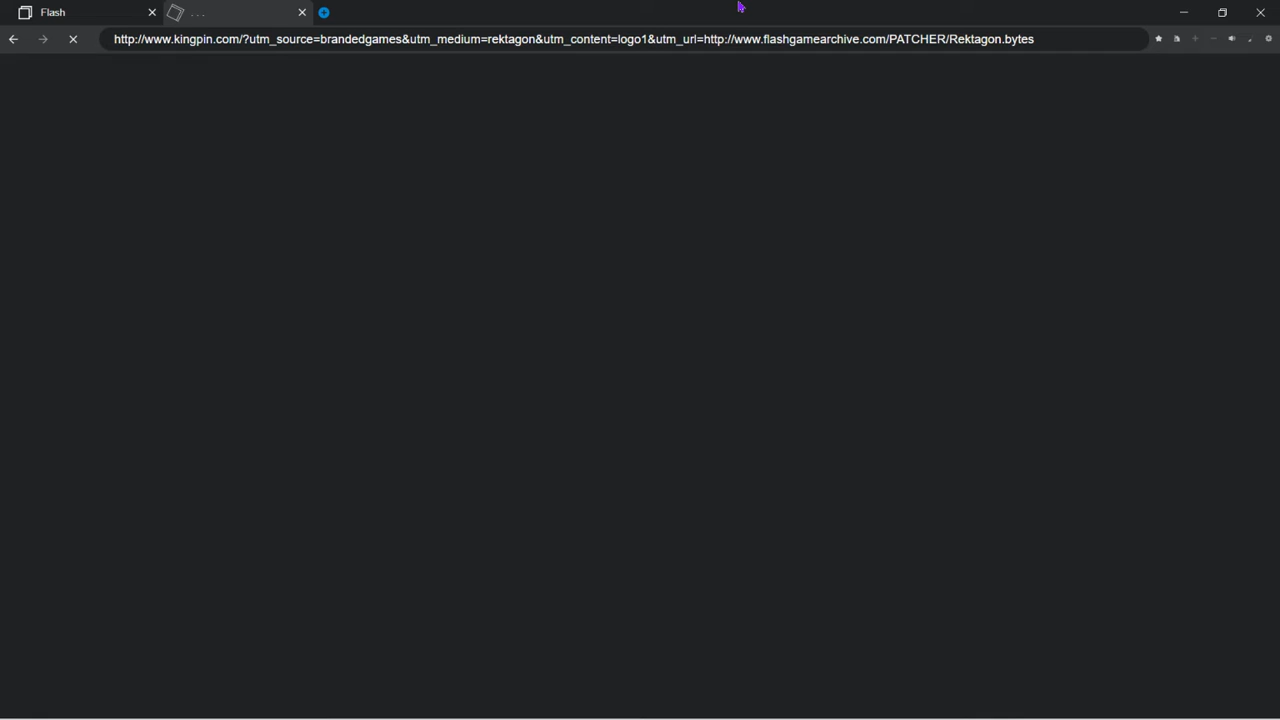 Flash
. . .
http://www.kingpin.com/?utm_source=brandedgames&utm_medium=rektagon&utm_content=logo1&utm_url=http://www.flashgamearchive.com/PATCHER/Rektagon.bytes